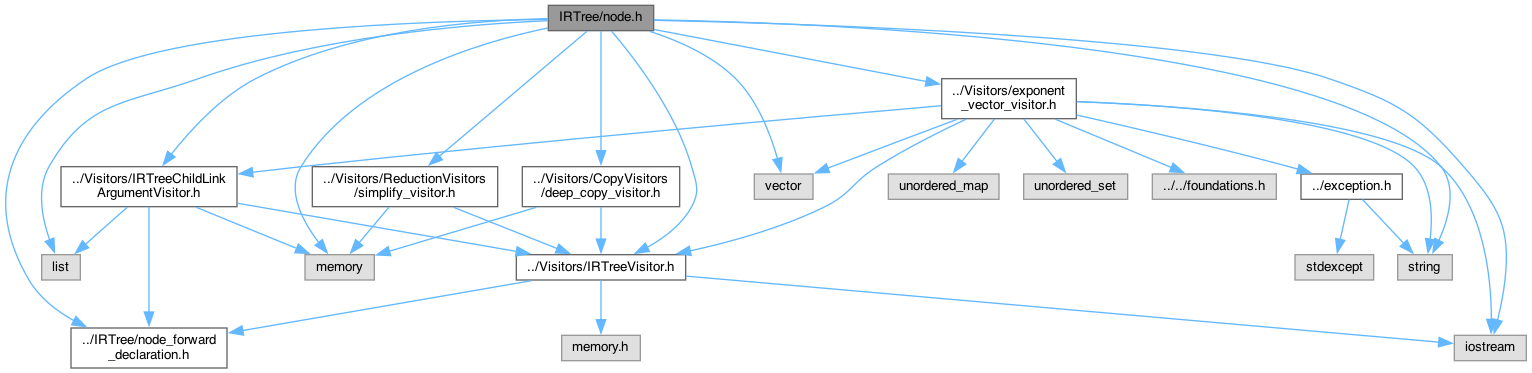 IRTree/node.h
../Visitors/exponent
_vector_visitor.h
../Visitors/IRTreeChildLink
ArgumentVisitor.h
../Visitors/ReductionVisitors
/simplify_visitor.h
../Visitors/CopyVisitors
/deep_copy_visitor.h
vector
unordered_map
unordered_set
../../foundations.h
../exception.h
list
memory
../Visitors/IRTreeVisitor.h
stdexcept
string
../IRTree/node_forward
_declaration.h
memory.h
iostream